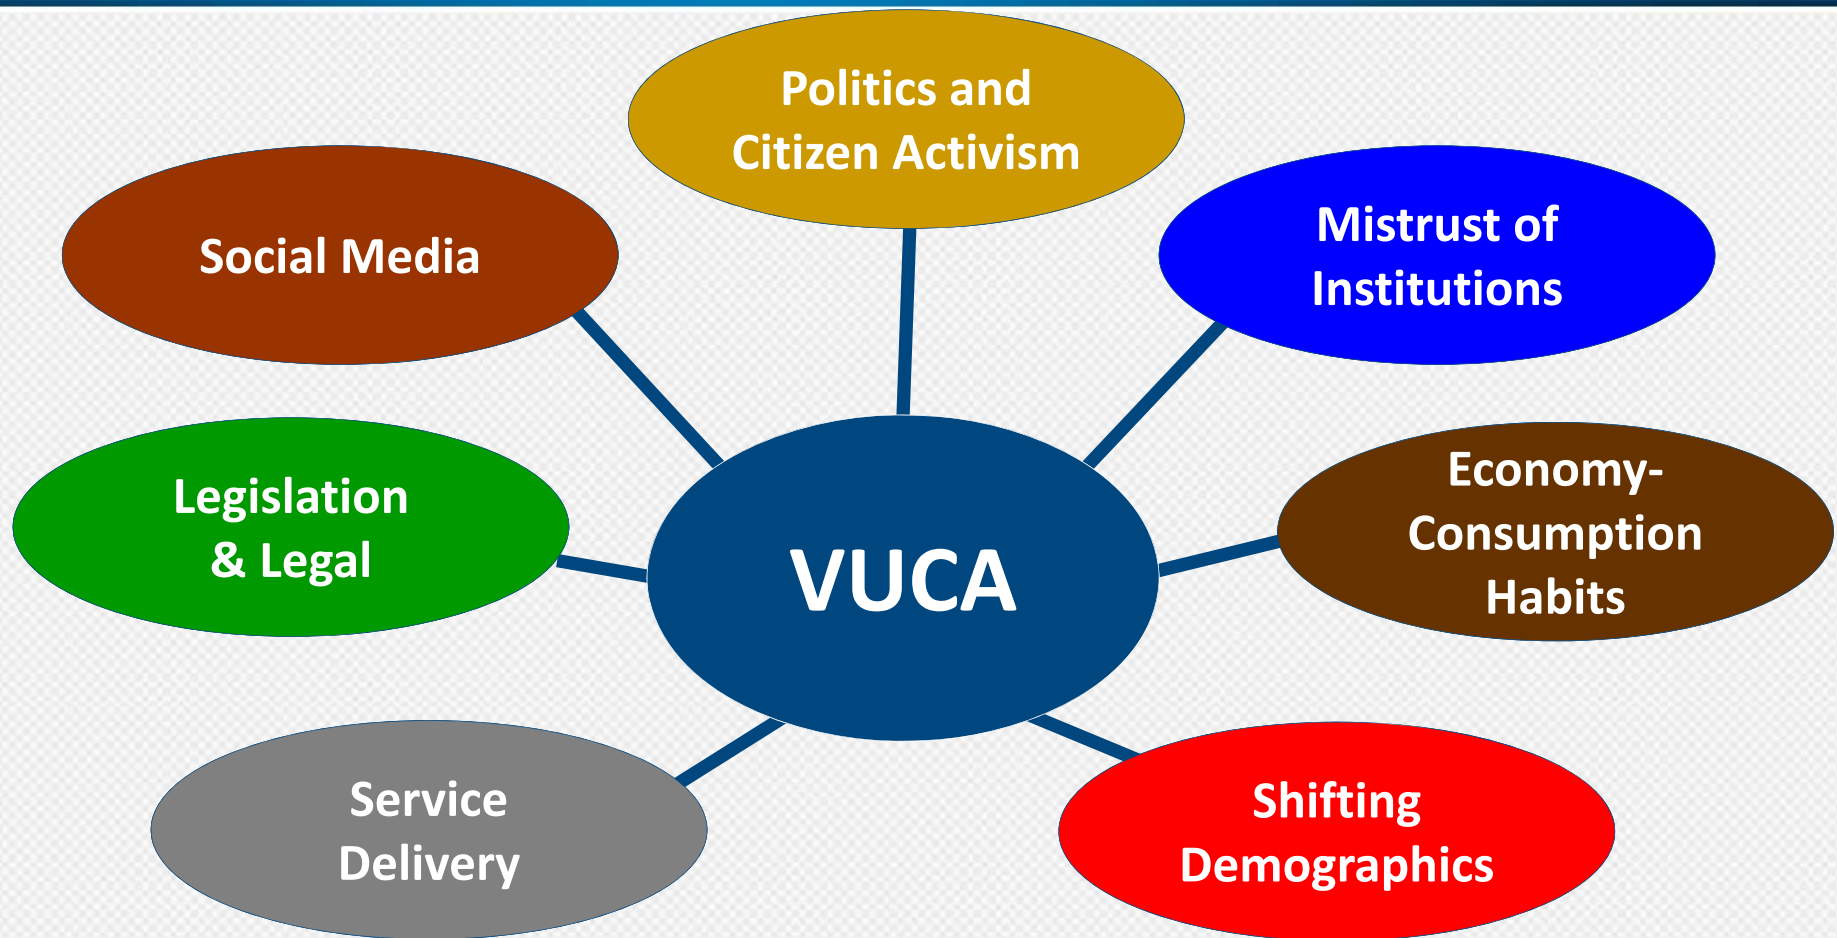 Politics and
Citizen Activism
Social Media
Mistrust of
Institutions
Legislation
& Legal
Economy-
Consumption
Habits
VUCA
Service
Delivery
Shifting
Demographics